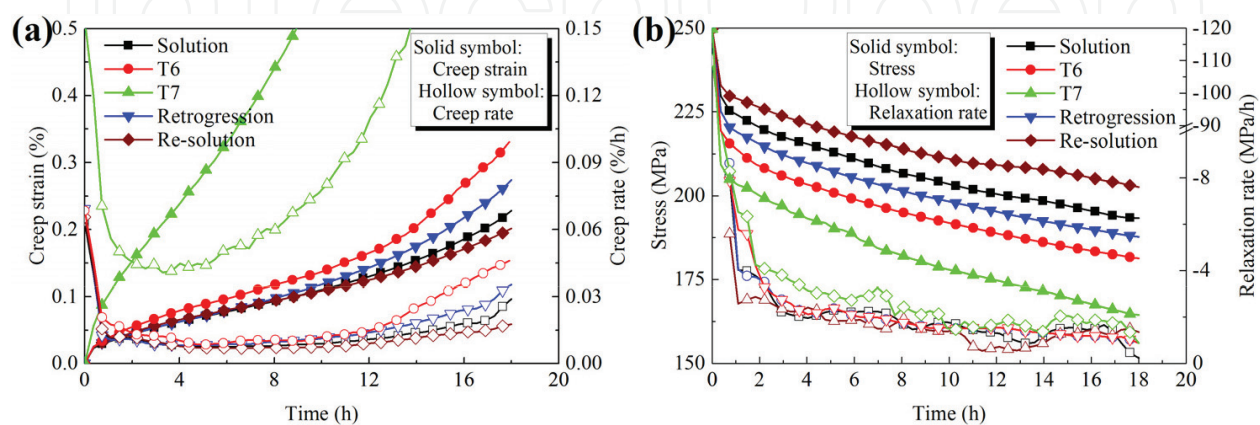 (a)
0.5
0.4
0.3
0.2
0.1
0.0
Creep strain (%)
Solution
T6
T7
Retrogression
Re-solution
Solid symbol:
Creep strain
Hollow symbol:
Creep rate
0.15
0.12
0.09
0.06
0.03
0.00
Creep rate (%/h)
0 4 8 12 16 20
Time (h)
(b)
250
225
200
175
150
Stress (MPa)
Solid symbol:
Stress
Hollow symbol:
Relaxation rate
Solution
T6
T7
Retrogression
Re-solution
-120
-110
-100
-90
-8
-4
0
Relaxation rate (MPa/h)
0 2 4 6 8 10 12 14 16 18 20
Time (h)